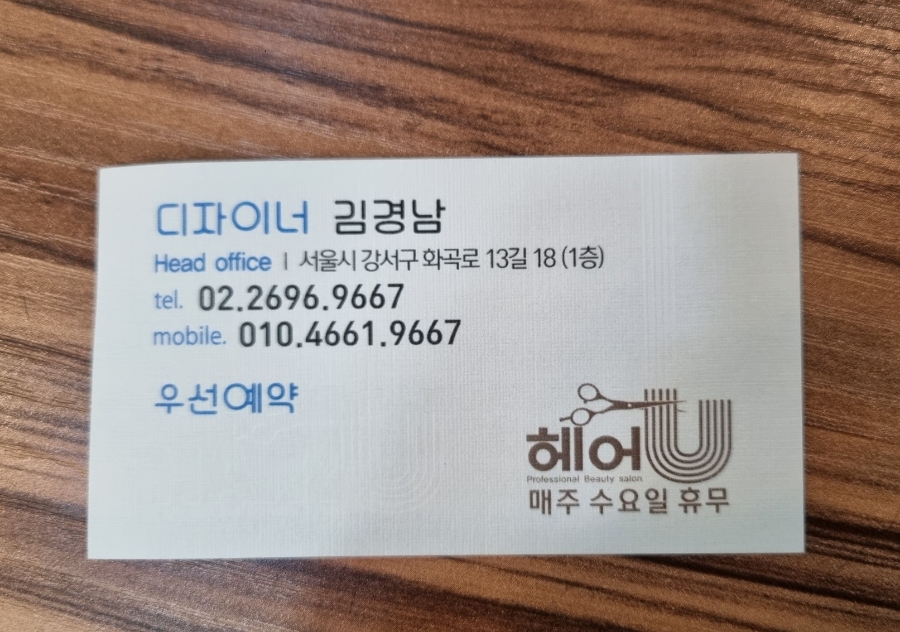 디자이너 김경남
Head office | 서울시 강서구 화곡로 13길 18 (1층)
tel. 02.2696.9667
mobile. 010.4661.9667
우선예약
헤어U
Professional Beauty salon
매주 수요일 휴무